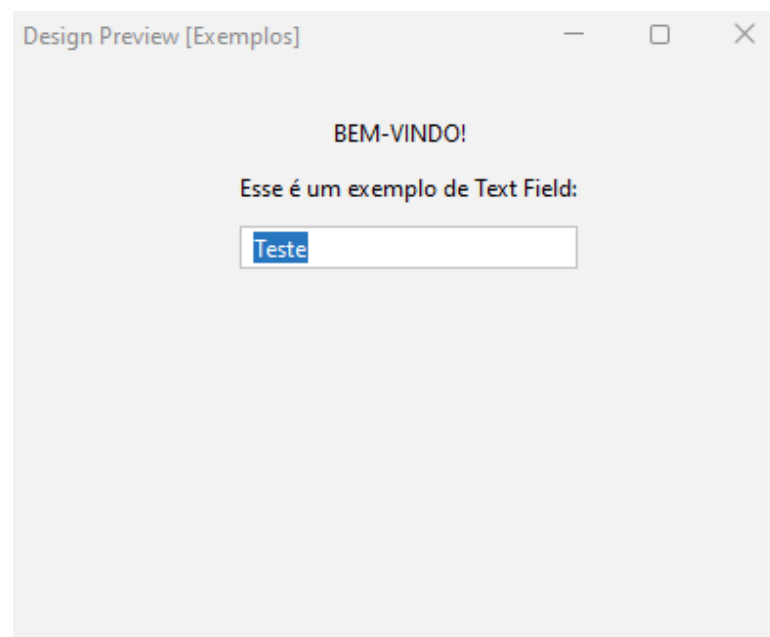 Design Preview [Exemplos]
BEM-VINDO!
Esse é um exemplo de Text Field:
Teste